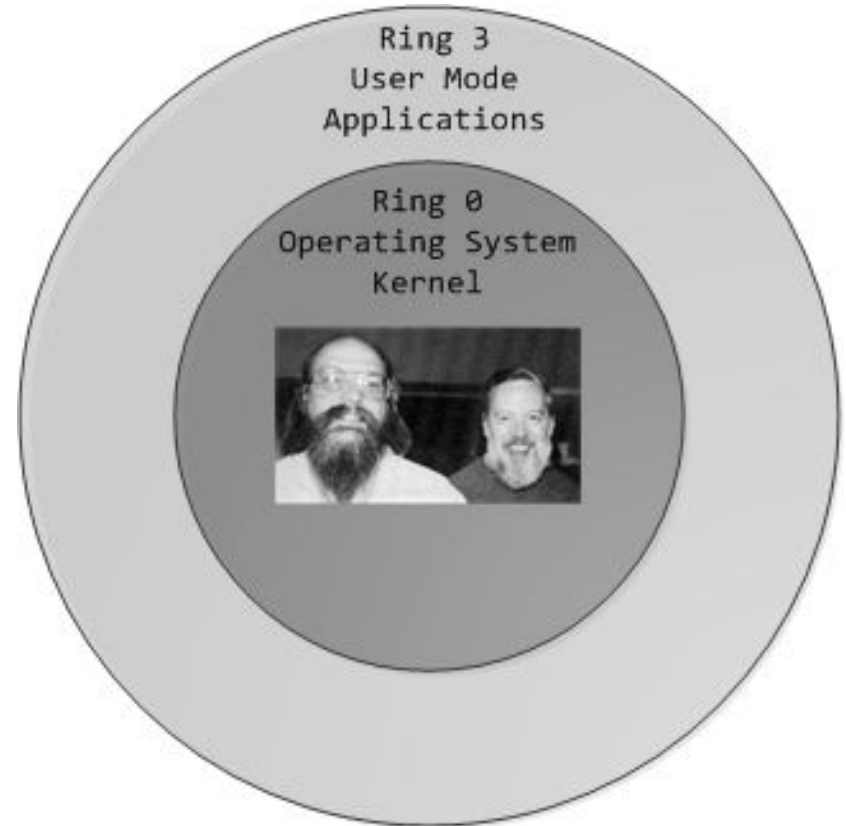 Ring 3
User Mode
Applications
Ring 0
Operating System
Kernel